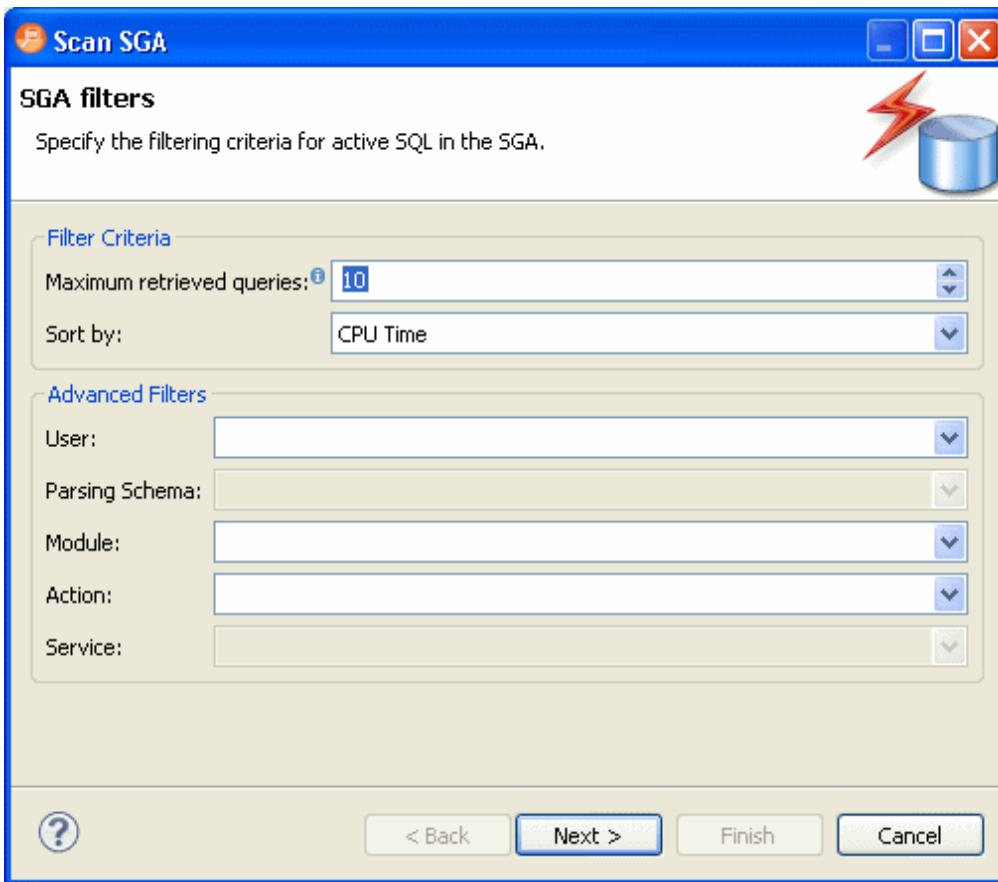 Scan SGA
SGA filters
Specify the filtering criteria for active SQL in the SGA.
Filter Criteria
Maximum retrieved queries: 10
Sort by: CPU Time
Advanced Filters
User:
Parsing Schema:
Module:
Action:
Service:
< Back Next > Finish Cancel